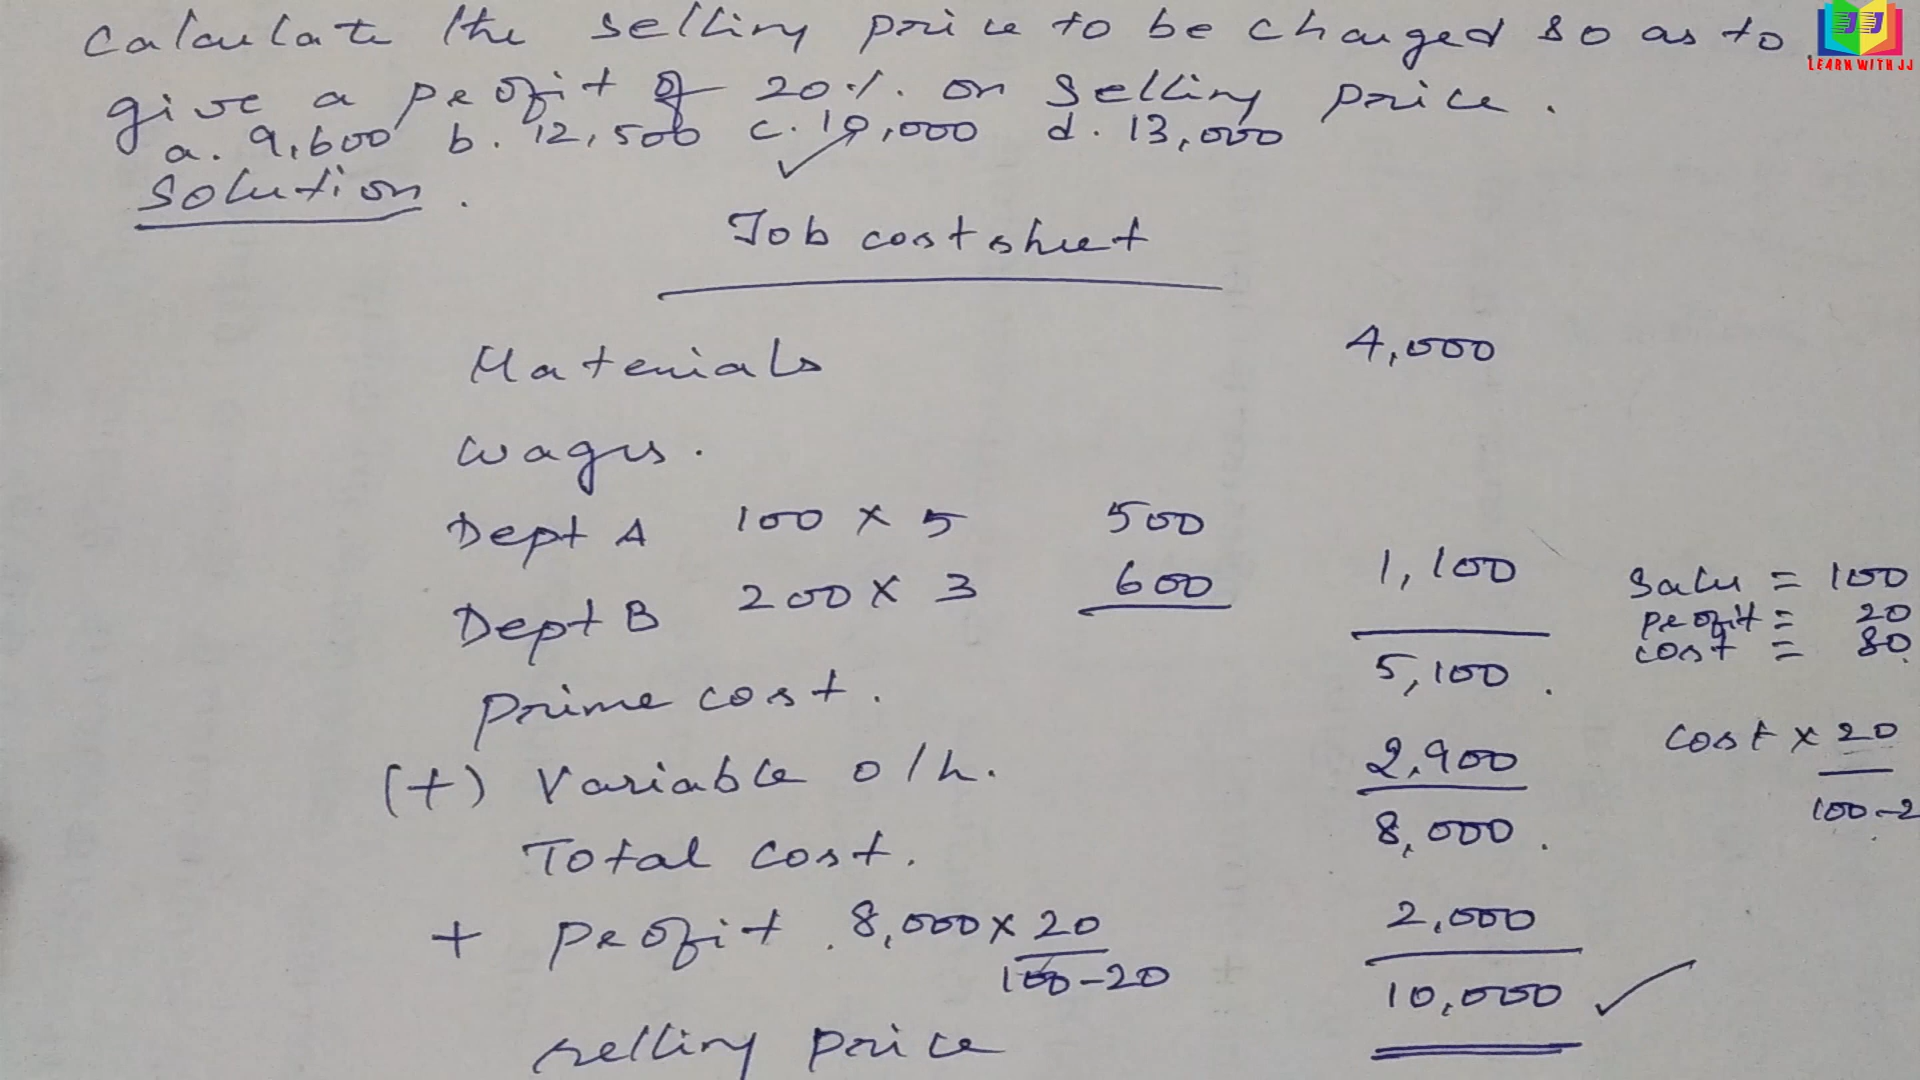 Calculate the selling price to be charged so as to
give a profit of 20%. on selling price.
a. 9,600 b. 12,500 c. 10,000 d. 13,000
Solution.
Job cost sheet
Materials 4,000
Wages.
Dept A 100 x 5 500
Dept B 200 x 3 600 1,100
Prime cost. 5,100.
(+) Variable o/h. 2,900
Total cost. 8,000.
+ Profit. 8,000 x 20 2,000
100-20
selling price 10,000
Sales = 100
profit = 20
cost = 80.
cost x 20
100-2
JJ
LEARN WITH JJ